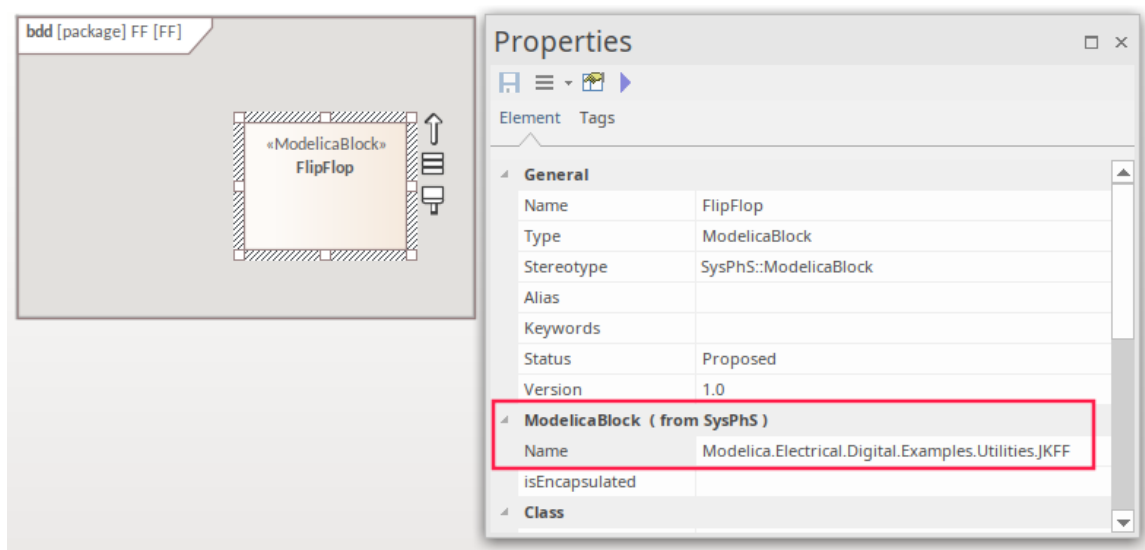 bdd [package] FF [FF]
«ModelicaBlock»
FlipFlop
Properties
Element Tags
General
Name FlipFlop
Type ModelicaBlock
Stereotype SysPhS::ModelicaBlock
Alias
Keywords
Status Proposed
Version 1.0
ModelicaBlock ( from SysPhS )
Name Modelica.Electrical.Digital.Examples.Utilities.JKFF
isEncapsulated
Class